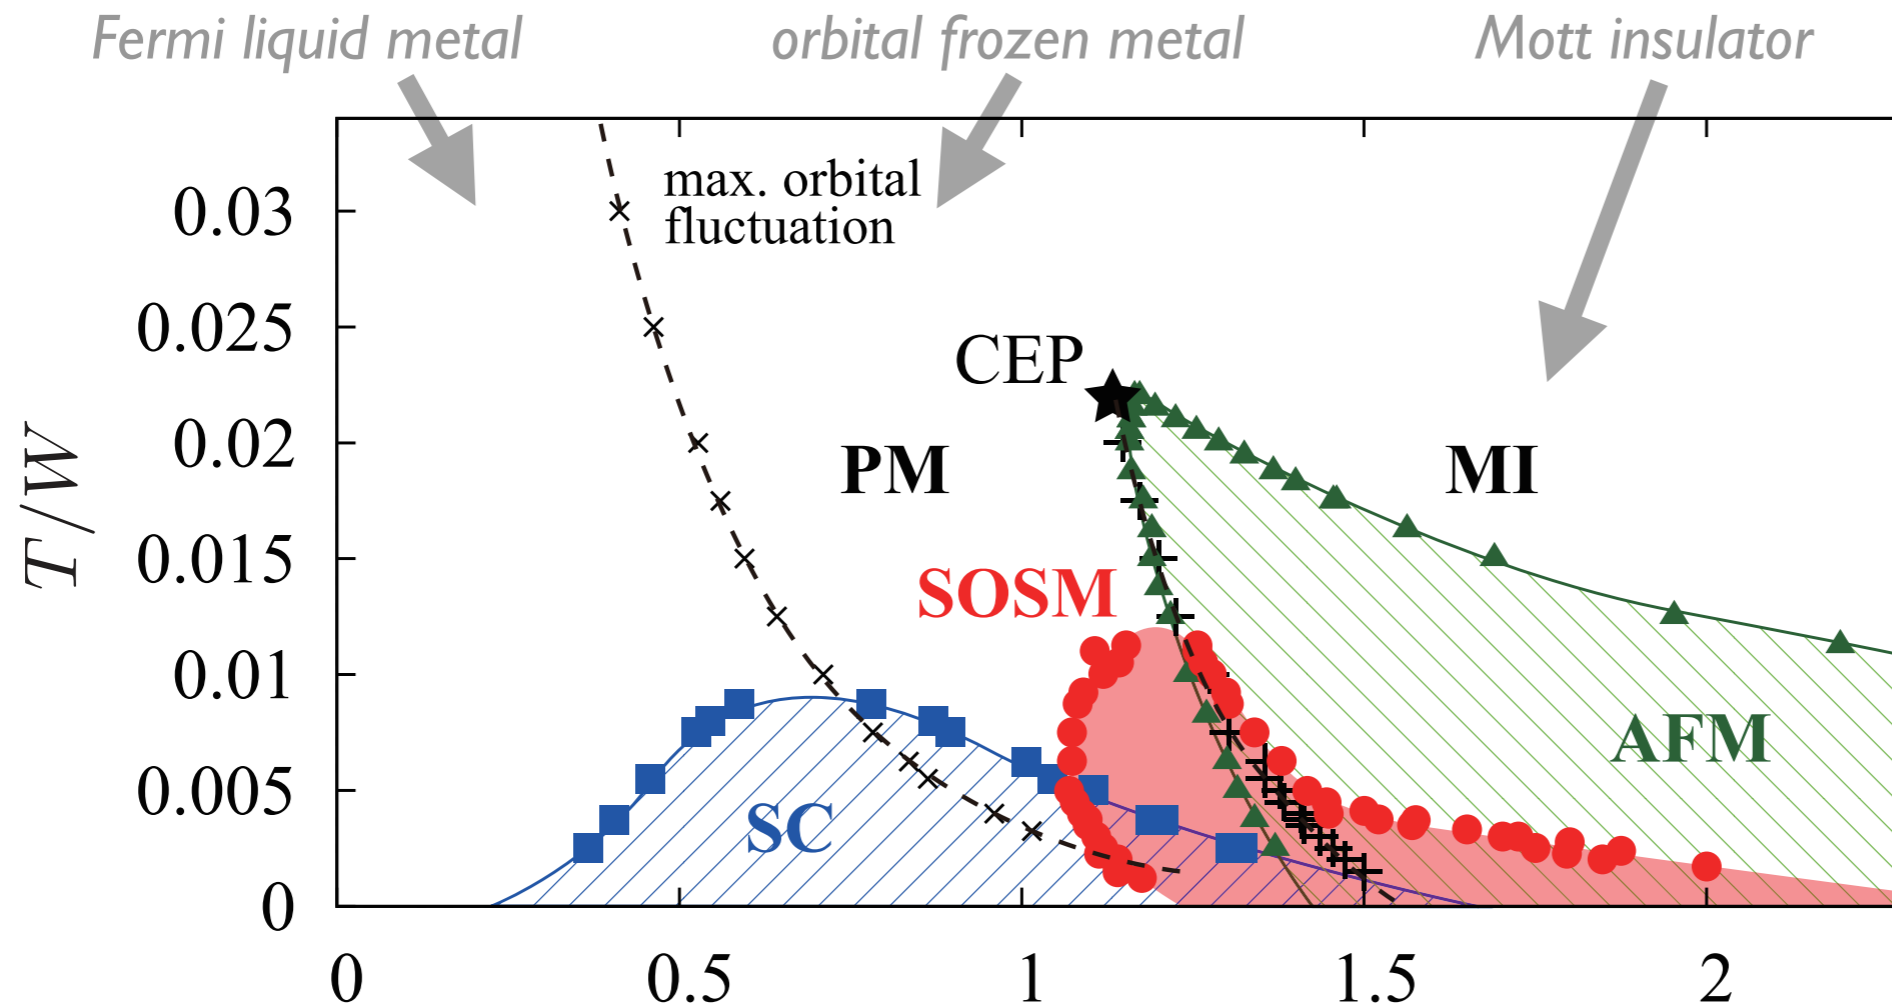 Fermi liquid metal
orbital frozen metal
Mott insulator
max. orbital
fluctuation
0.03
0.025
CEP
0.02
PM
MI
T/W
0.015
SOSM
0.01
AFM
0.005
SC
0
0
0.5
1
1.5
2